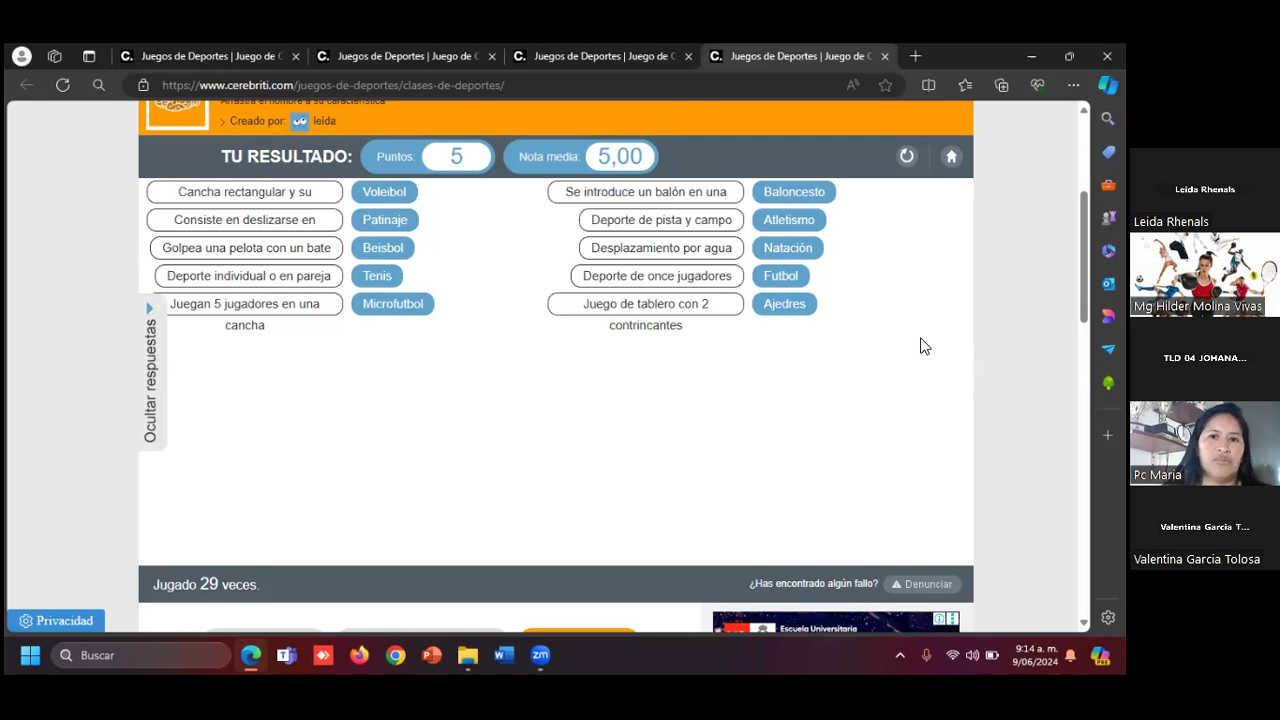 Juegos de Deportes | Juego de C
Juegos de Deportes | Juego de C
Juegos de Deportes | Juego de C
Juegos de Deportes | Juego de C
https://www.cerebriti.com/juegos-de-deportes/clases-de-deportes/
Arrastra el nombre a su característica
> Creado por: leida
TU RESULTADO: Puntos: 5 Nota media: 5,00
Cancha rectangular y su Voleibol
Se introduce un balón en una Baloncesto
Consiste en deslizarse en Patinaje
Deporte de pista y campo Atletismo
Golpea una pelota con un bate Beisbol
Desplazamiento por agua Natación
Deporte individual o en pareja Tenis
Deporte de once jugadores Futbol
Juegan 5 jugadores en una
cancha
Microfutbol
Juego de tablero con 2
contrincantes
Ajedres
Ocultar respuestas
Jugado 29 veces.
¿Has encontrado algún fallo? Denunciar
Privacidad
Escuela Universitaria
Buscar
9:14 a. m.
9/06/2024
Leida Rhenals
Leida Rhenals
Mg Hilder Molina Vivas
TLD 04 JOHANA...
Pc Maria
Valentina Garcia T...
Valentina Garcia Tolosa